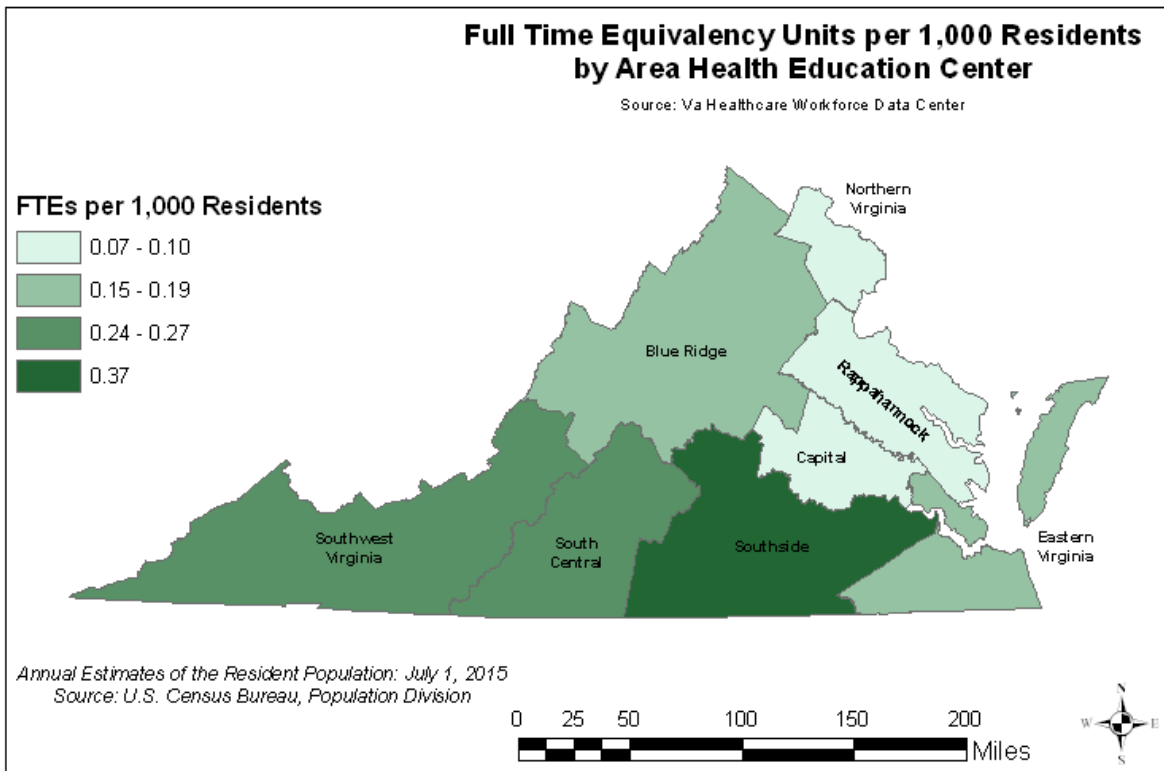 Full Time Equivalency Units per 1,000 Residents
by Area Health Education Center
Source: Va Healthcare Workforce Data Center
FTEs per 1,000 Residents
0.07 - 0.10
0.15 - 0.19
0.24 - 0.27
0.37
Northern
Virginia
Blue Ridge
Rappahannock
Capital
Southwest
Virginia
South
Central
Southside
Eastern
Virginia
Annual Estimates of the Resident Population: July 1, 2015
Source: U.S. Census Bureau, Population Division
0 25 50 100 150 200
Miles
N
W E
S